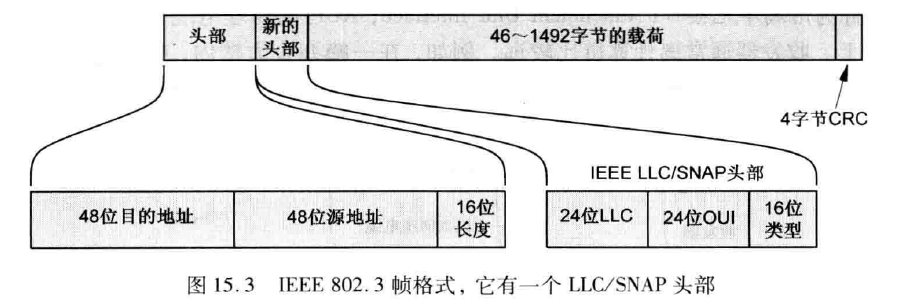 头部
新的
头部
46～1492字节的载荷
4字节CRC
IEEE LLC/SNAP头部
48位目的地址
48位源地址
16位
长度
24位LLC
24位OUI
16位
类型
图 15.3 IEEE 802.3 帧格式，它有一个 LLC/SNAP 头部